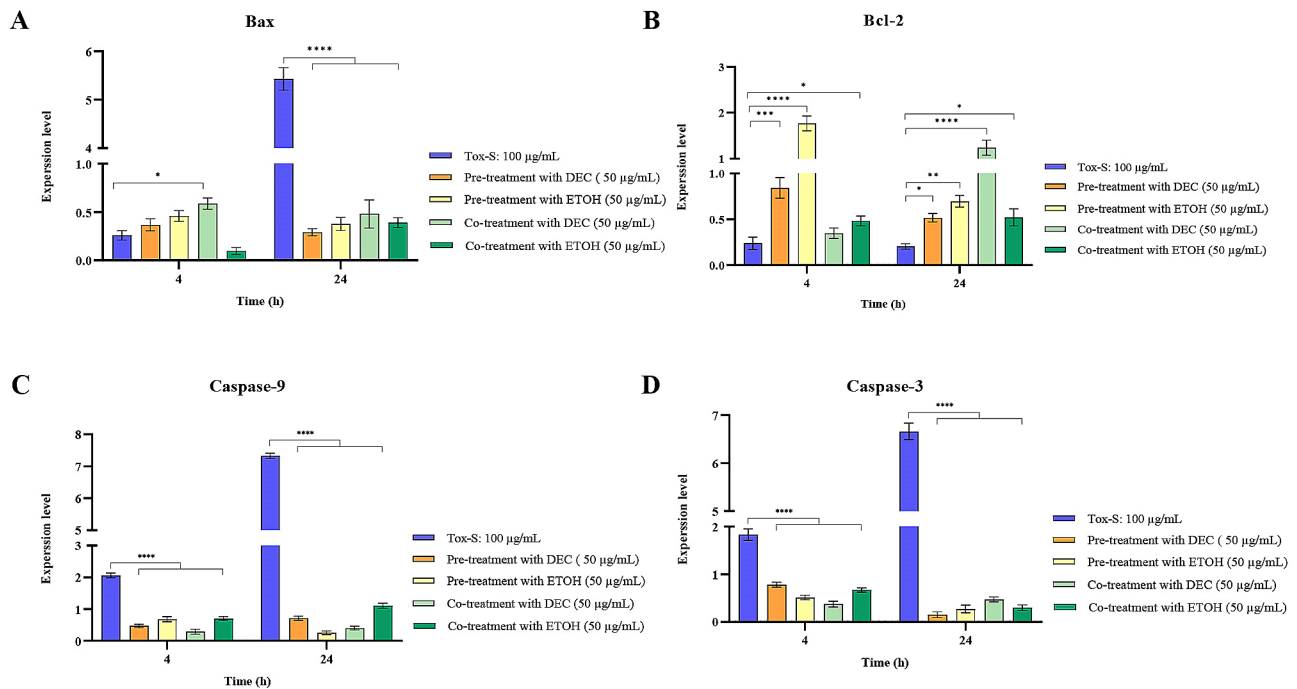 A
Bax
****
*
Experssion level
6
5
4
1.0
0.5
0.0
4
24
Time (h)
Tox-S: 100 µg/mL
Pre-treatment with DEC ( 50 µg/mL)
Pre-treatment with ETOH (50 µg/mL)
Co-treatment with DEC (50 µg/mL)
Co-treatment with ETOH (50 µg/mL)
B
Bcl-2
*
****
***
*
****
**
*
Experssion level
3
2
1
1.0
0.5
0.0
4
24
Time (h)
Tox-S: 100 µg/mL
Pre-treatment with DEC (50 µg/mL)
Pre-treatment with ETOH (50 µg/mL)
Co-treatment with DEC (50 µg/mL)
Co-treatment with ETOH (50 µg/mL)
C
Caspase-9
****
****
Experssion level
8
7
6
5
3
2
1
0
4
24
Time (h)
Tox-S: 100 µg/mL
Pre-treatment with DEC ( 50 µg/mL)
Pre-treatment with ETOH (50 µg/mL)
Co-treatment with DEC (50 µg/mL)
Co-treatment with ETOH (50 µg/mL)
D
Caspase-3
****
****
Experssion level
7
6
5
2
1
0
4
24
Time (h)
Tox-S: 100 µg/mL
Pre-treatment with DEC ( 50 µg/mL)
Pre-treatment with ETOH (50 µg/mL)
Co-treatment with DEC (50 µg/mL)
Co-treatment with ETOH (50 µg/mL)